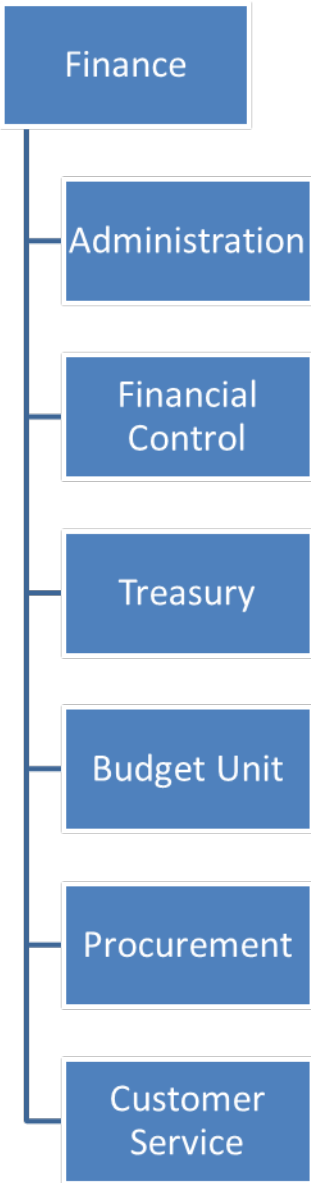 Finance
Administration
Financial
Control
Treasury
Budget Unit
Procurement
Customer
Service